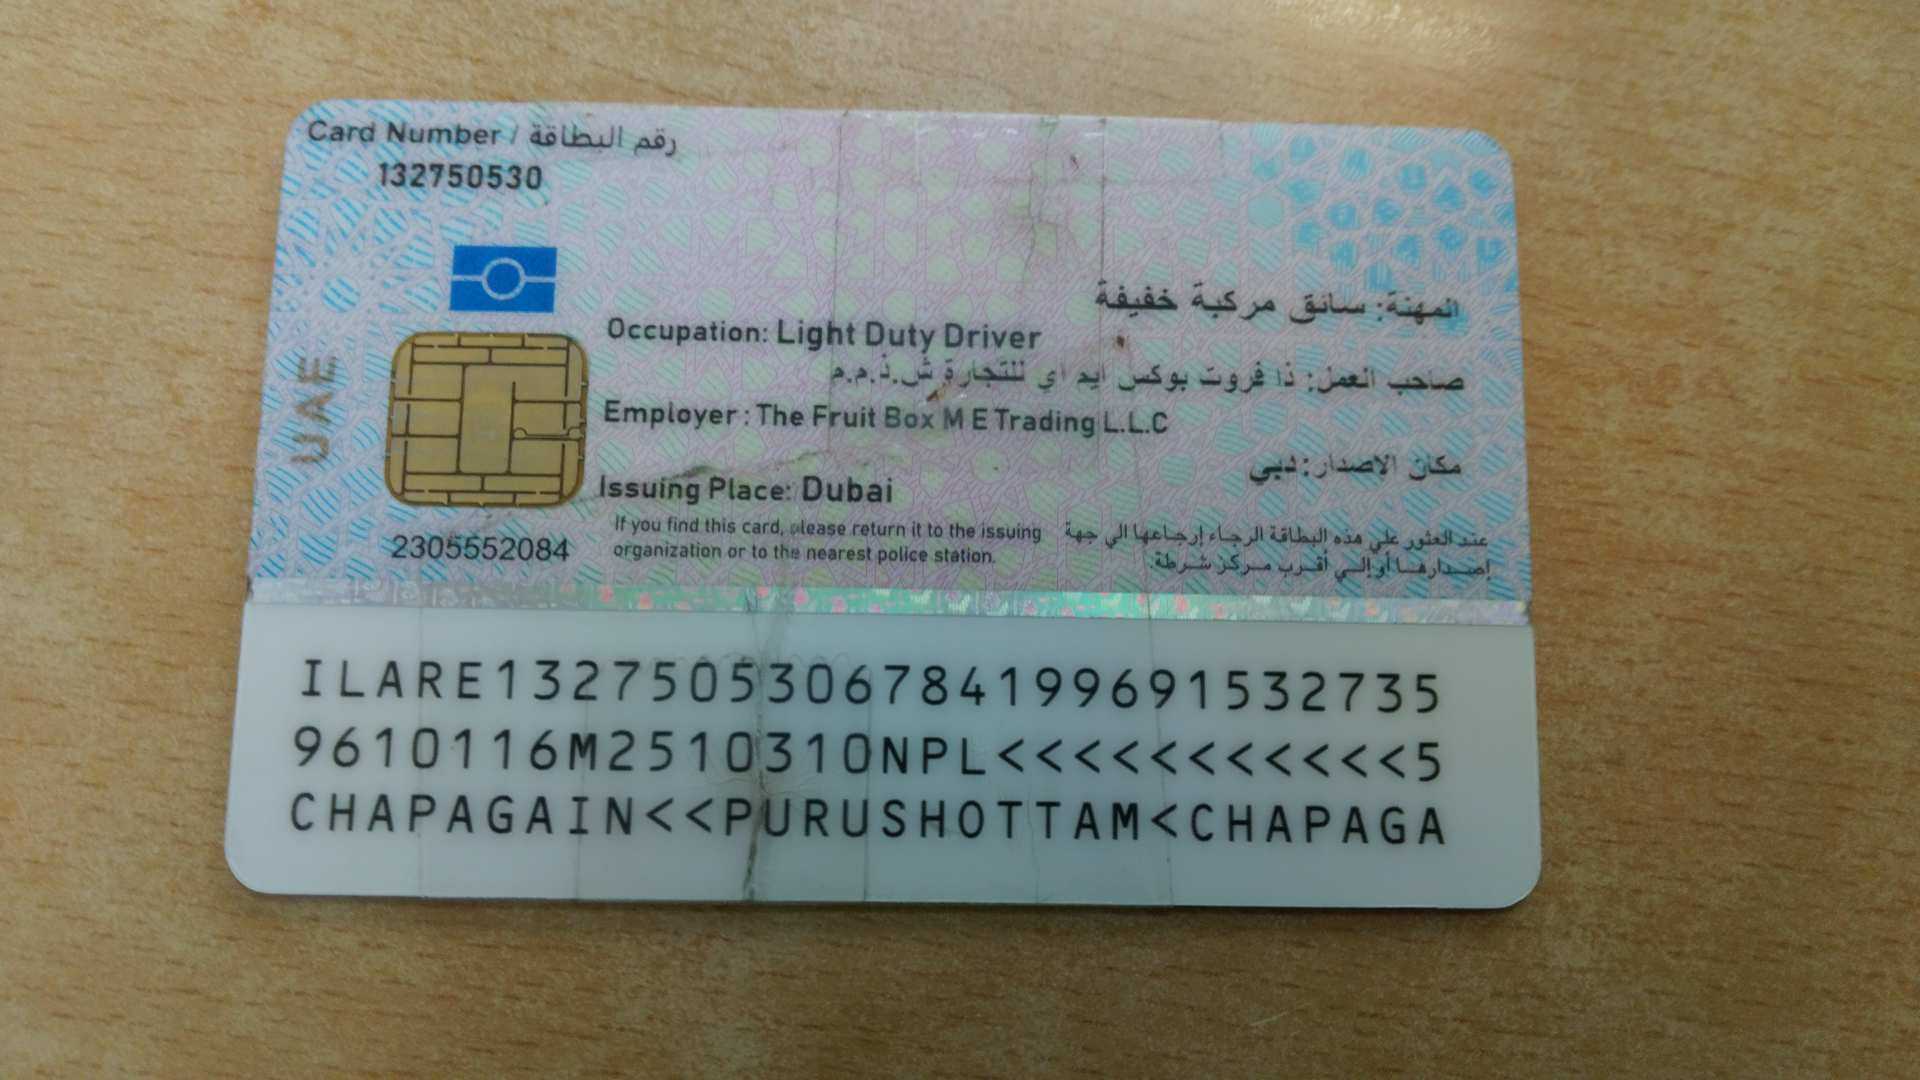 Card Number / رقم البطاقة
132750530
UAE
المهنة: سائق مركبة خفيفة
Occupation: Light Duty Driver
صاحب العمل: ذا فروت بوكس ايم اي للتجارة ش.ذ.م.م
Employer : The Fruit Box M E Trading L.L.C
مكان الاصدار: دبي
Issuing Place: Dubai
If you find this card, please return it to the issuing
organization or to the nearest police station.
عند العثور علي هذه البطاقة الرجاء إرجاعها الي جهة
إصدارها أو إلي أقرب مركز شرطة.
2305552084
ILARE1327505306784199691532735
9610116M2510310NPL<<<<<<<<<<<5
CHAPAGAIN<<PURUSHOTTAM<CHAPAGA